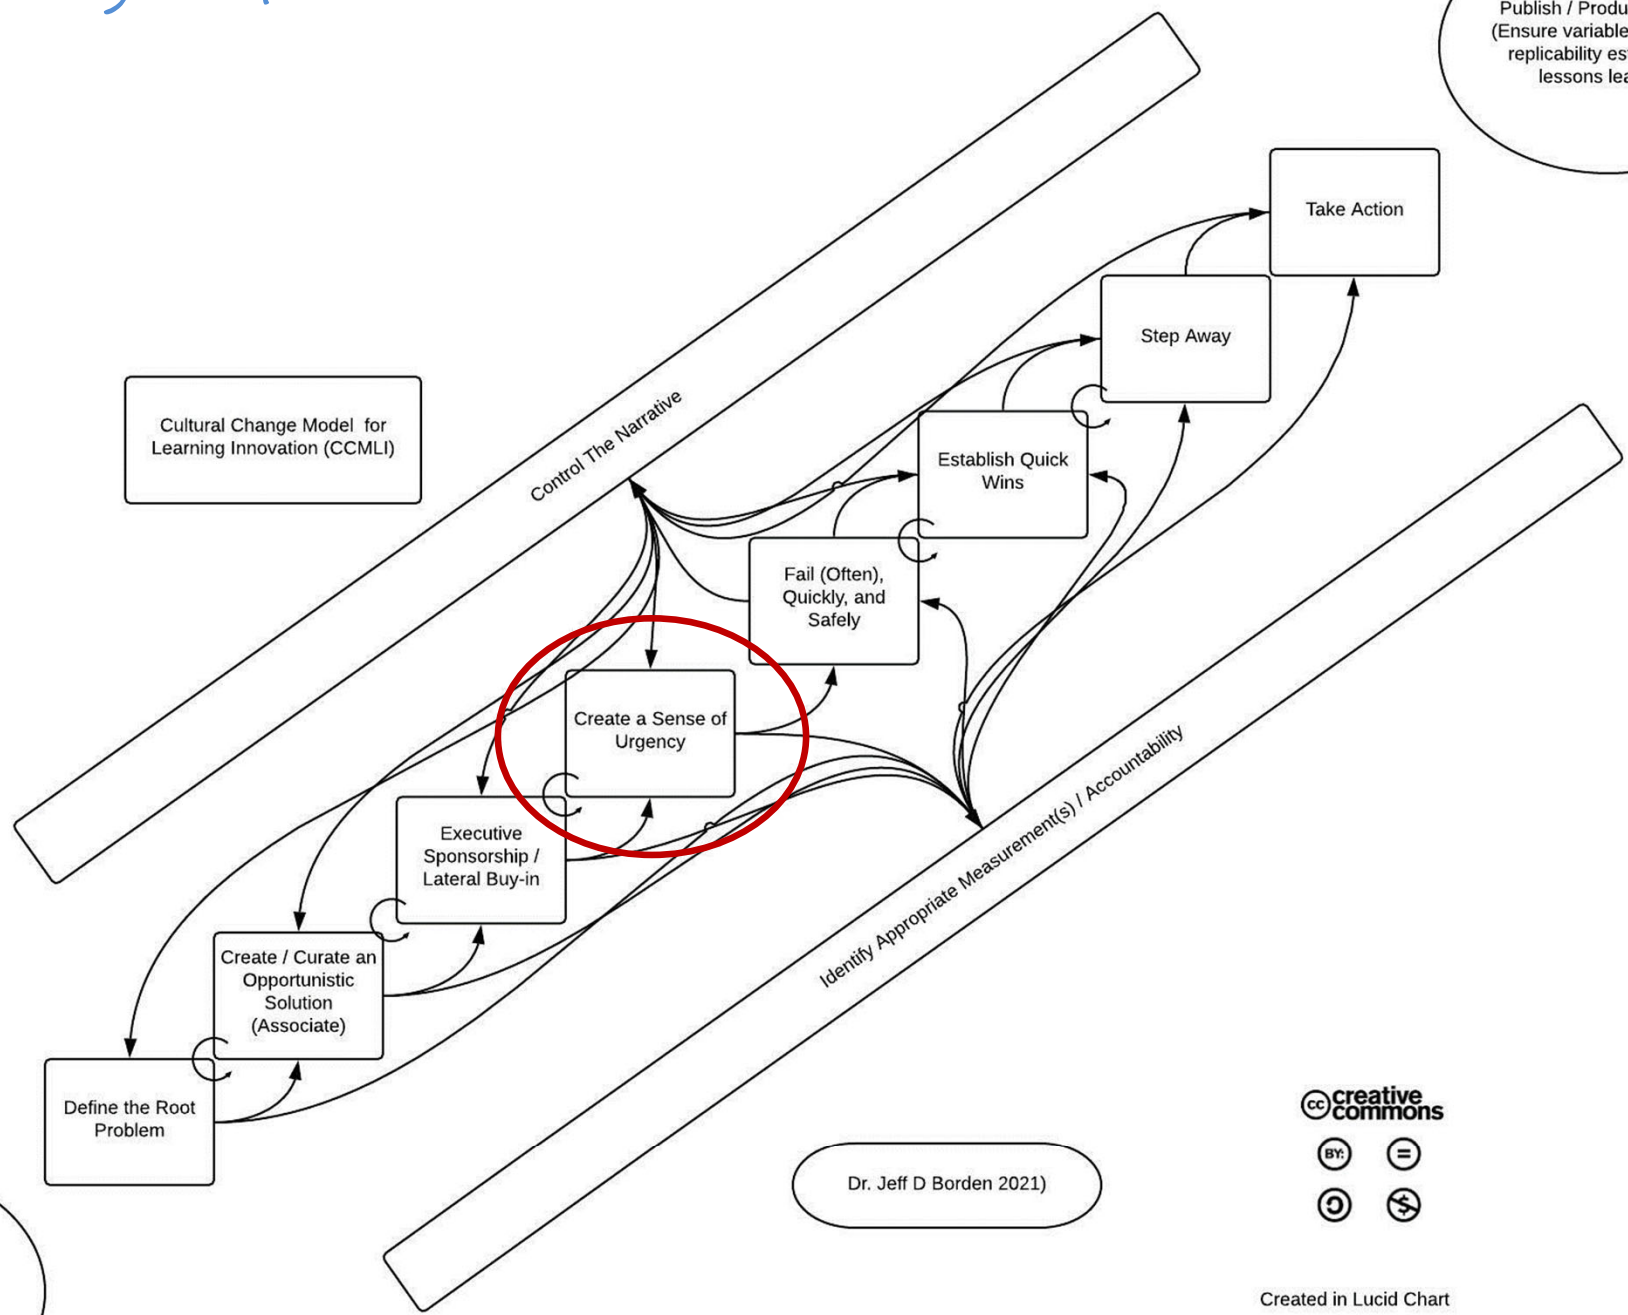 Publish / Produ
(Ensure variable
replicability es
lessons lea
Take Action
Step Away
Control The Narrative
Cultural Change Model for
Learning Innovation (CCMLI)
Establish Quick
Wins
Fail (Often),
Quickly, and
Safely
Create a Sense of
Urgency
Identify Appropriate Measurement(s) / Accountability
Executive
Sponsorship /
Lateral Buy-in
Create / Curate an
Opportunistic
Solution
(Associate)
Define the Root
Problem
Dr. Jeff D Borden 2021)
cc creative
commons
BY: =
Created in Lucid Chart